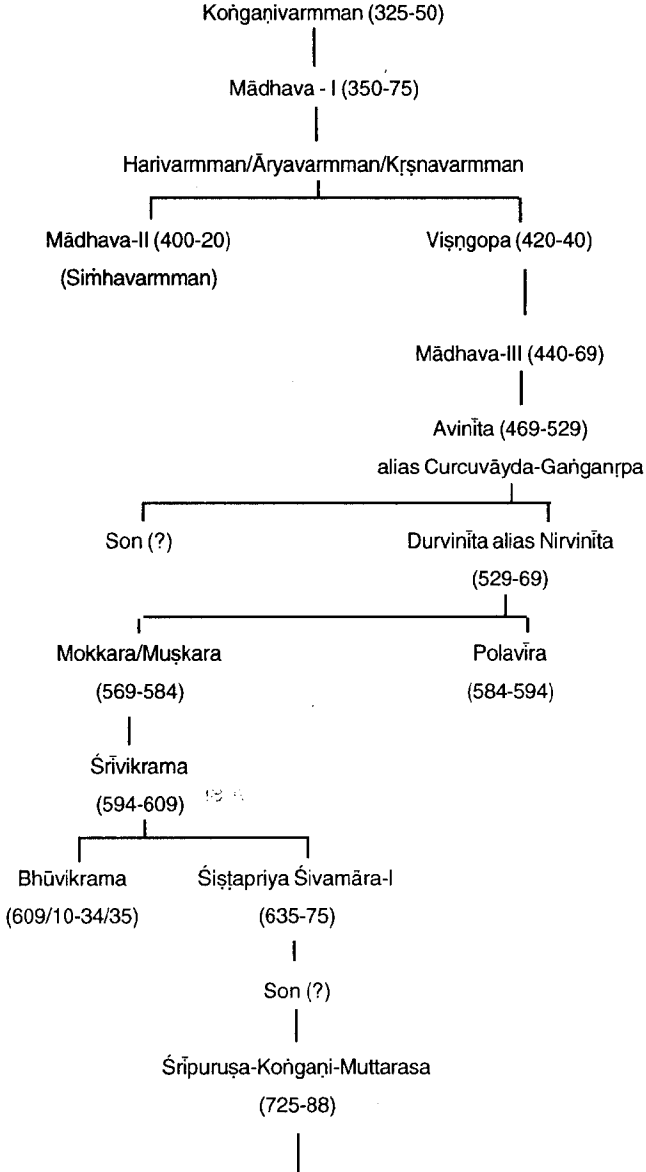 Koṅgaṇivarmman (325-50)
Mādhava - I (350-75)
Harivarmman/Āryavarmman/Kṛṣnavarmman
Mādhava-II (400-20)
Viṣṇgopa (420-40)
(Siṁhavarmman)
Mādhava-III (440-69)
Avinīta (469-529)
alias Curcuvāyda-Gaṅganṛpa
Son (?)
Durvinīta alias Nirvinīta
(529-69)
Mokkara/Muṣkara
Polavīra
(569-584)
(584-594)
Śrīvikrama
(594-609)
Bhūvikrama
Śiṣṭapriya Śivamāra-I
(609/10-34/35)
(635-75)
Son (?)
Śrīpuruṣa-Koṅgaṇi-Muttarasa
(725-88)